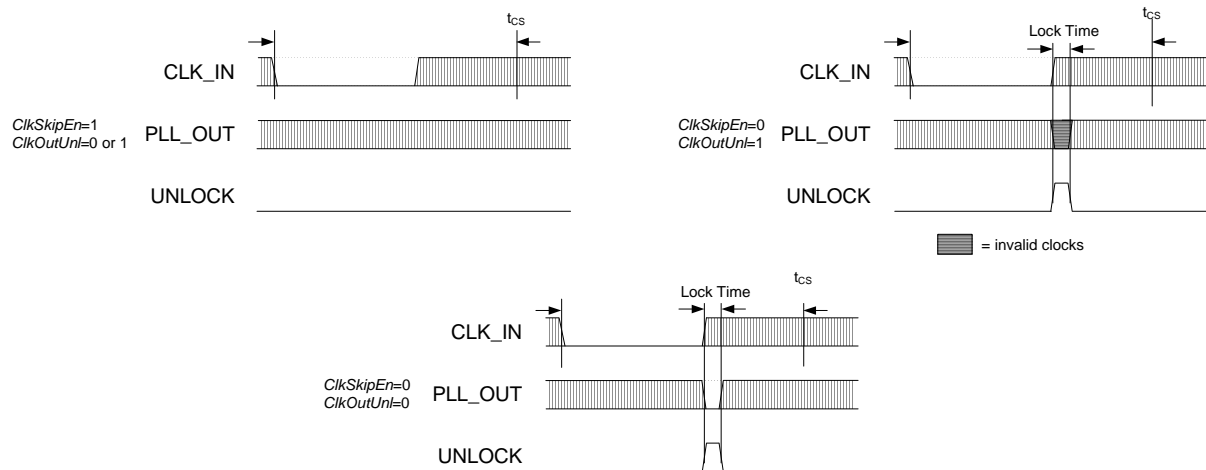 tCS
CLK_IN
ClkSkipEn=1
ClkOutUnl=0 or 1
PLL_OUT
UNLOCK
Lock Time
tCS
CLK_IN
ClkSkipEn=0
ClkOutUnl=1
PLL_OUT
UNLOCK
= invalid clocks
Lock Time
tCS
CLK_IN
ClkSkipEn=0
ClkOutUnl=0
PLL_OUT
UNLOCK